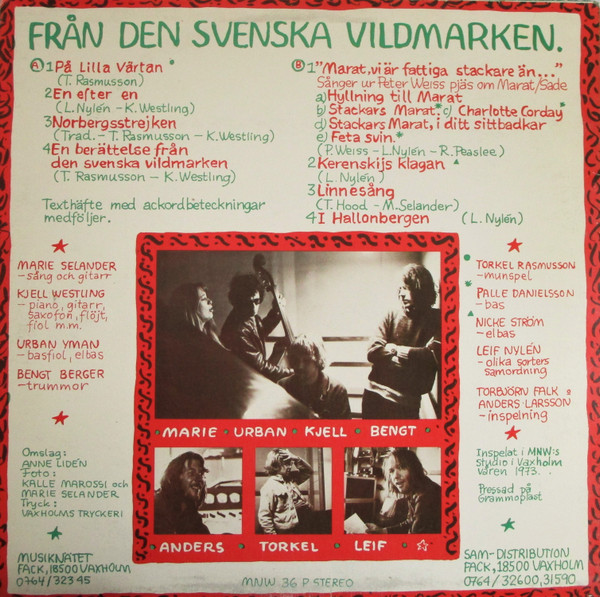 FRÅN DEN SVENSKA VILDMARKEN.
A 1 På Lilla Värtan *
(T. Rasmusson)
2 En efter en
(L. Nylén - K. Westling)
3 Norbergsstrejken
(Trad. - T. Rasmusson - K. Westling)
4 En berättelse från
den svenska vildmarken
(T. Rasmusson - K. Westling)
Texthäfte med ackordbeteckningar
medföljer.
B 1 "Marat, vi är fattiga stackare än..."
Sånger ur Peter Weiss pjäs om Marat/Sade
a) Hyllning till Marat
b) Stackars Marat * c) Charlotte Corday *
d) Stackars Marat, i ditt sittbadkar
e) Feta svin. *
(P. Weiss - L. Nylén - R. Peaslee)
2 Kerenskijs klagan
(L. Nylén)
3 Linnésång
(T. Hood - M. Selander)
4 I Hallonbergen (L. Nylén)
MARIE SELANDER
- sång och gitarr
KJELL WESTLING
- piano, gitarr,
saxofon, flöjt,
fiol m.m.
URBAN YMAN
- basfiol, elbas
BENGT BERGER
- trummor
Omslag:
ANNE LIDÉN
Foto:
KALLE MAROSSI och
MARIE SELANDER
Tryck:
VAXHOLMS TRYCKERI
MUSIKNÄTET
FACK, 18500 VAXHOLM
0764/32345
MARIE · URBAN · KJELL · BENGT
ANDERS · TORKEL · LEIF
MNW 36 P STEREO
TORKEL RASMUSSON
- munspel
PALLE DANIELSSON
- bas
NICKE STRÖM
- elbas
LEIF NYLÉN
- olika sorters
samordning
TORBJÖRN FALK &
ANDERS LARSSON
- inspelning
Inspelat i MNW:s
studio i Vaxholm
våren 1973.
Pressad på
Grammoplast
SAM-DISTRIBUTION
FACK, 18500 VAXHOLM
0764/32600, 31590